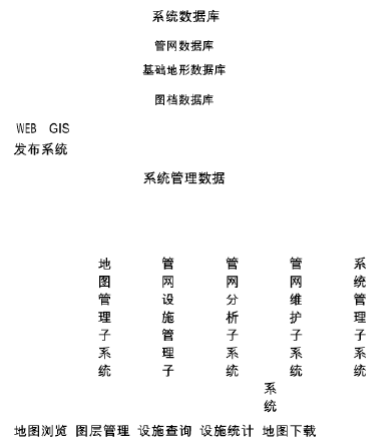 系统数据库
管网数据库
基础地形数据库
图档数据库
WEB GIS
发布系统
系统管理数据
地图管理子系统
管网设施管理子
管网分析子系统
管网维护子系统
系统管理子系统
系统
地图浏览 图层管理 设施查询 设施统计 地图下载